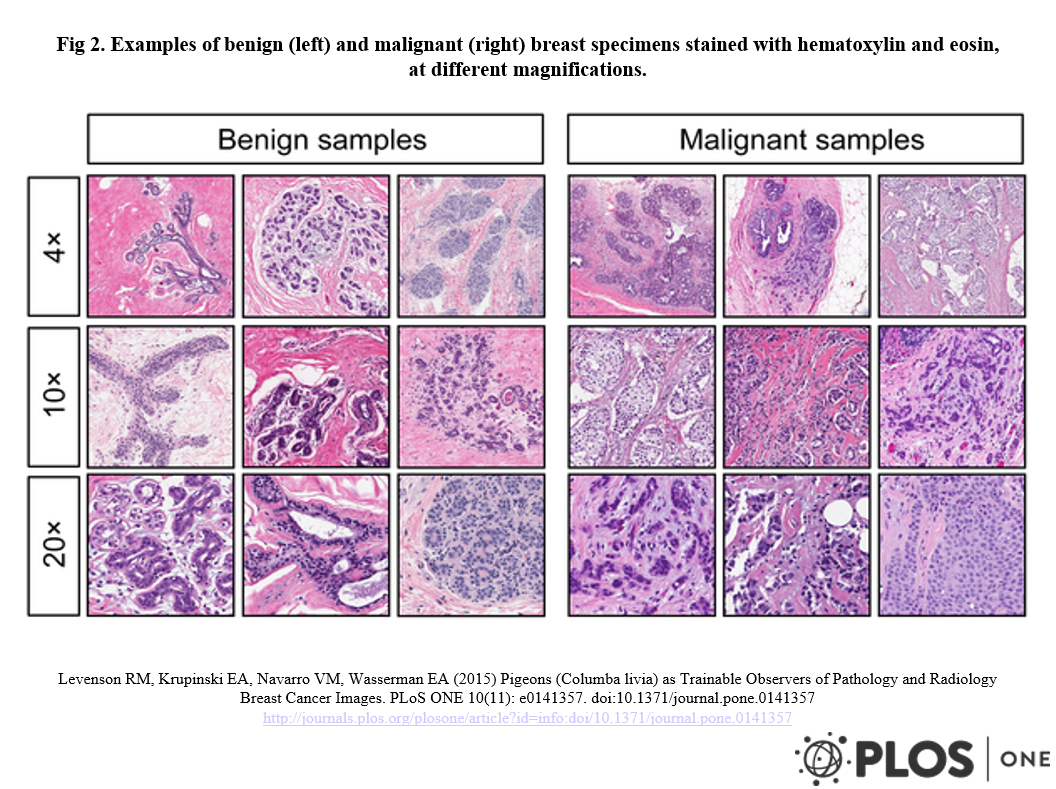 Fig 2. Examples of benign (left) and malignant (right) breast specimens stained with hematoxylin and eosin,
at different magnifications.
Benign samples
Malignant samples
4×
10×
20×
Levenson RM, Krupinski EA, Navarro VM, Wasserman EA (2015) Pigeons (Columba livia) as Trainable Observers of Pathology and Radiology
Breast Cancer Images. PLoS ONE 10(11): e0141357. doi:10.1371/journal.pone.0141357
http://journals.plos.org/plosone/article?id=info:doi/10.1371/journal.pone.0141357
PLOS | ONE